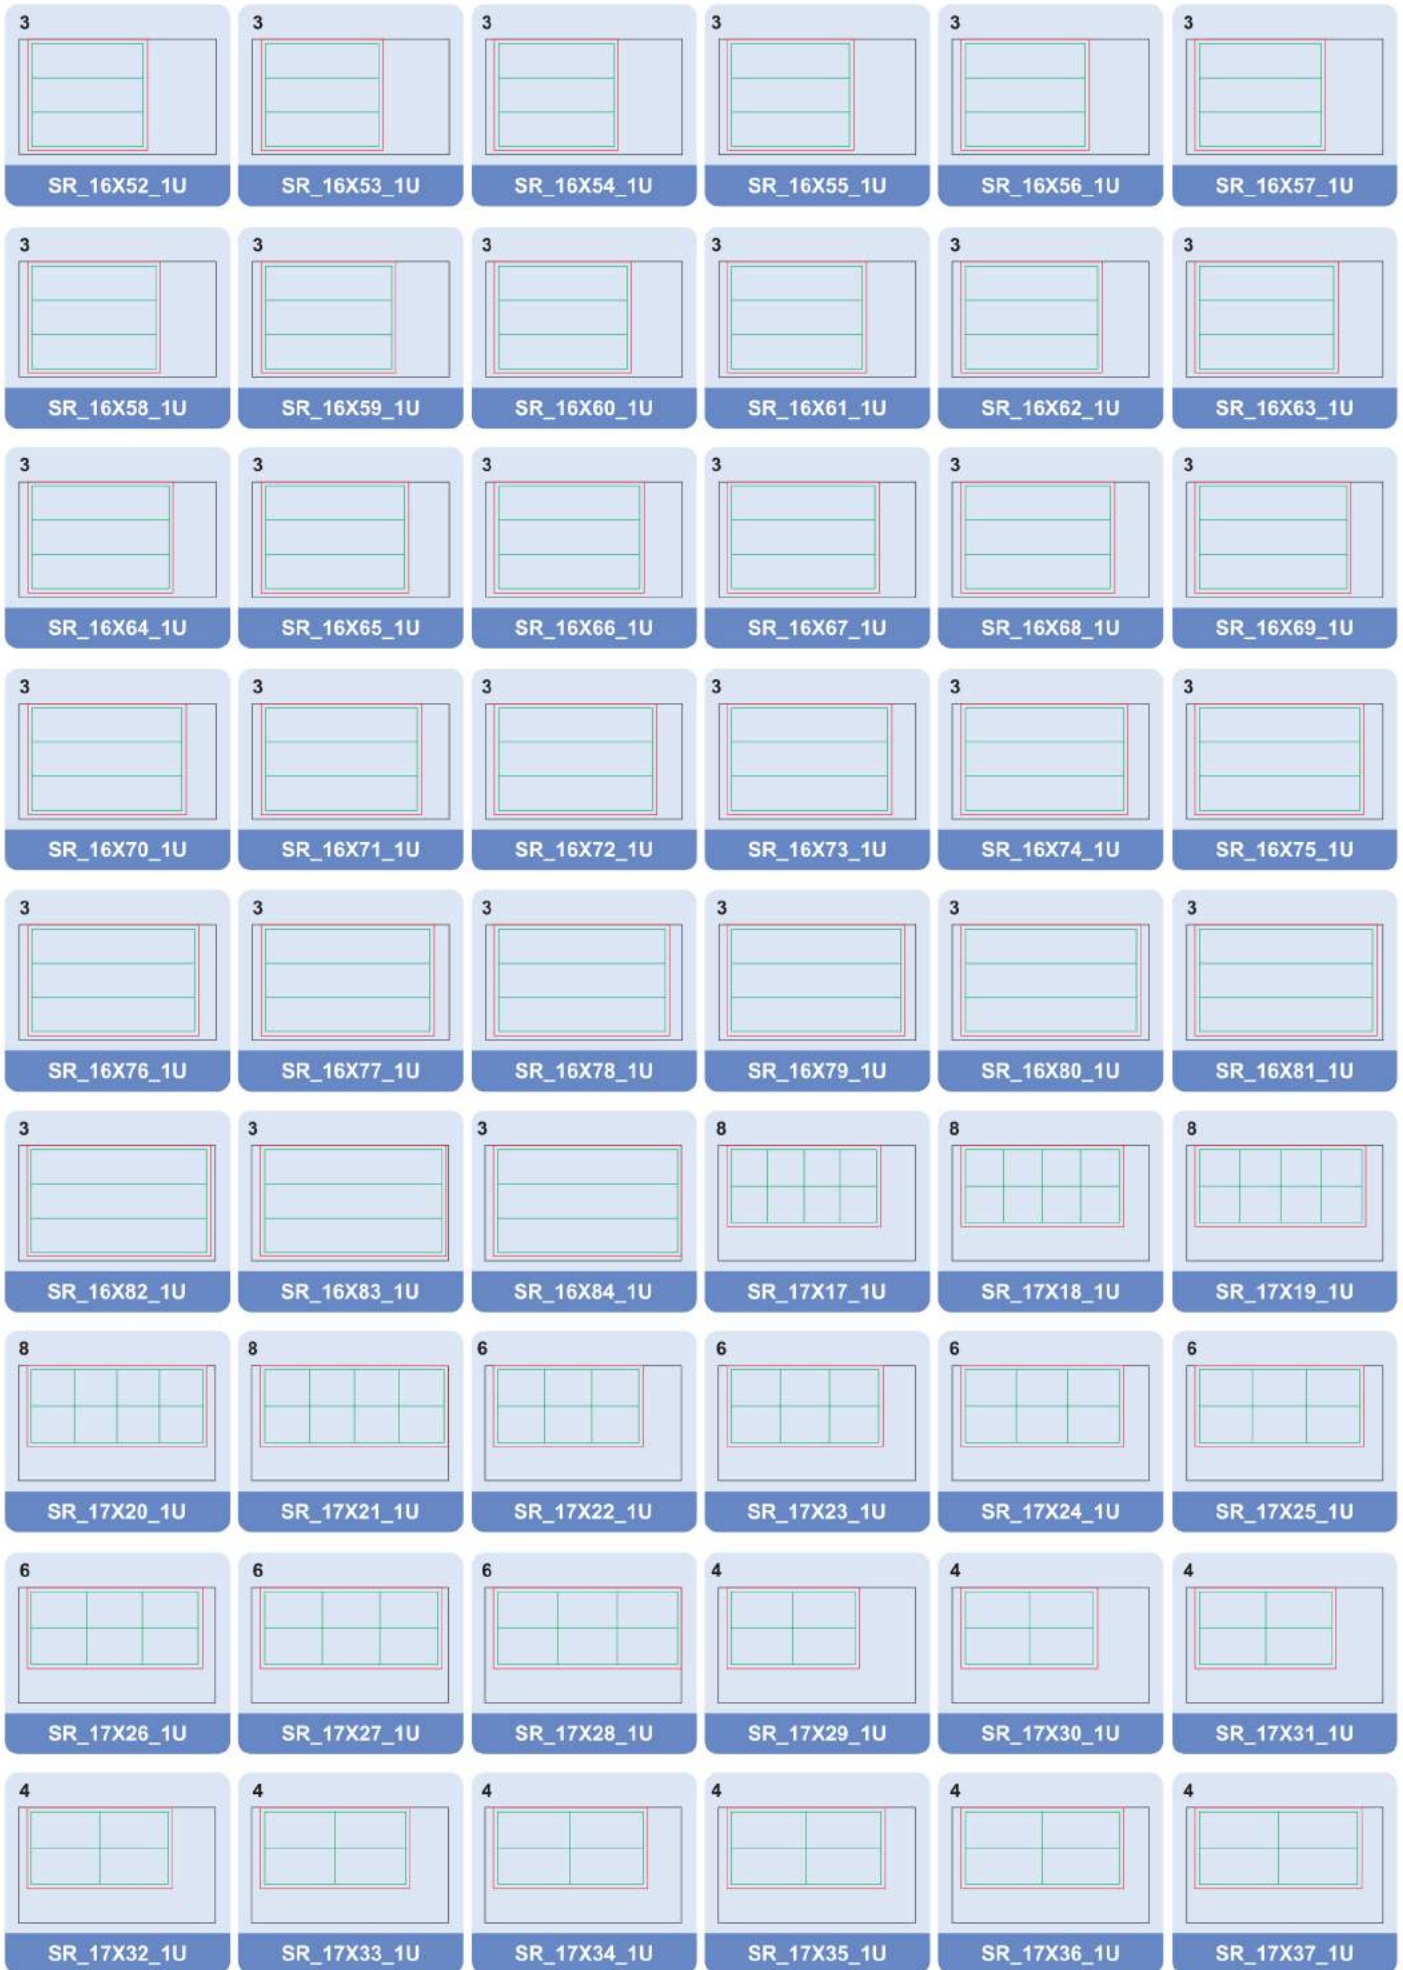 3 3 3 3 3 3
SR_16X52_1U SR_16X53_1U SR_16X54_1U SR_16X55_1U SR_16X56_1U SR_16X57_1U
3 3 3 3 3 3
SR_16X58_1U SR_16X59_1U SR_16X60_1U SR_16X61_1U SR_16X62_1U SR_16X63_1U
3 3 3 3 3 3
SR_16X64_1U SR_16X65_1U SR_16X66_1U SR_16X67_1U SR_16X68_1U SR_16X69_1U
3 3 3 3 3 3
SR_16X70_1U SR_16X71_1U SR_16X72_1U SR_16X73_1U SR_16X74_1U SR_16X75_1U
3 3 3 3 3 3
SR_16X76_1U SR_16X77_1U SR_16X78_1U SR_16X79_1U SR_16X80_1U SR_16X81_1U
3 3 3 8 8 8
SR_16X82_1U SR_16X83_1U SR_16X84_1U SR_17X17_1U SR_17X18_1U SR_17X19_1U
8 8 6 6 6 6
SR_17X20_1U SR_17X21_1U SR_17X22_1U SR_17X23_1U SR_17X24_1U SR_17X25_1U
6 6 6 4 4 4
SR_17X26_1U SR_17X27_1U SR_17X28_1U SR_17X29_1U SR_17X30_1U SR_17X31_1U
4 4 4 4 4 4
SR_17X32_1U SR_17X33_1U SR_17X34_1U SR_17X35_1U SR_17X36_1U SR_17X37_1U